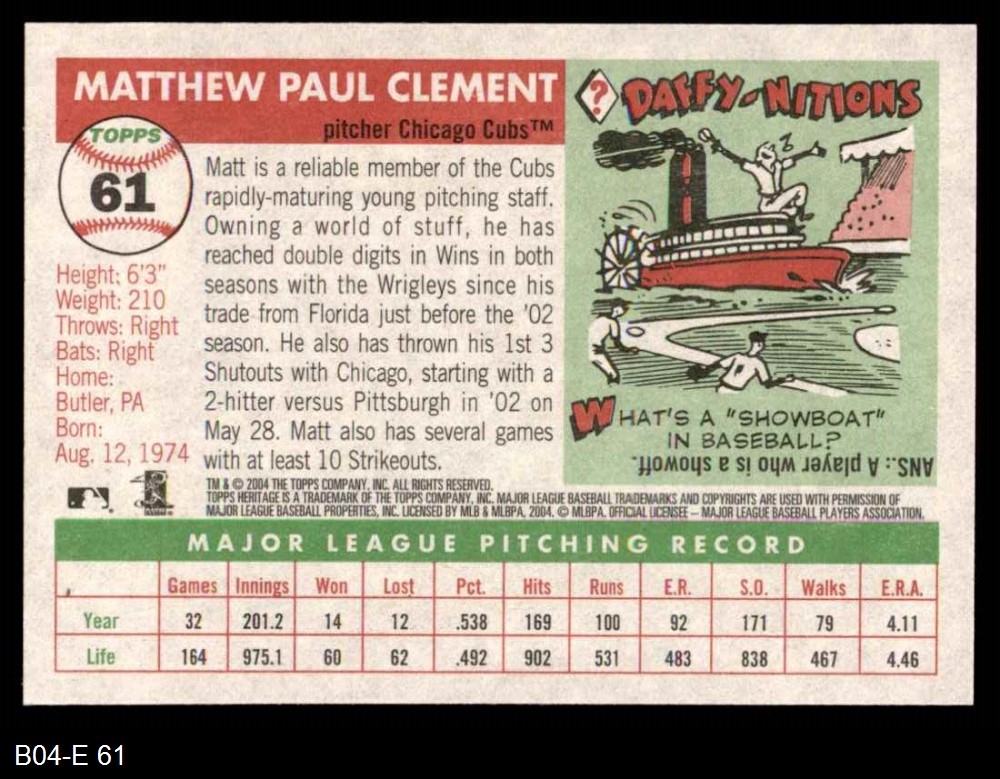 MATTHEW PAUL CLEMENT
pitcher Chicago Cubs™
TOPPS
61
Height: 6'3"
Weight: 210
Throws: Right
Bats: Right
Home:
Butler, PA
Born:
Aug. 12, 1974
Matt is a reliable member of the Cubs
rapidly-maturing young pitching staff.
Owning a world of stuff, he has
reached double digits in Wins in both
seasons with the Wrigleys since his
trade from Florida just before the '02
season. He also has thrown his 1st 3
Shutouts with Chicago, starting with a
2-hitter versus Pittsburgh in '02 on
May 28. Matt also has several games
with at least 10 Strikeouts.
? DAFFY-NITIONS
WHAT'S A "SHOWBOAT"
IN BASEBALL?
ANS.: A player who is a showoff.
TM & © 2004 THE TOPPS COMPANY, INC. ALL RIGHTS RESERVED.
TOPPS HERITAGE IS A TRADEMARK OF THE TOPPS COMPANY, INC. MAJOR LEAGUE BASEBALL TRADEMARKS AND COPYRIGHTS ARE USED WITH PERMISSION OF
MAJOR LEAGUE BASEBALL PROPERTIES, INC. LICENSED BY MLB & MLBPA, 2004. © MLBPA. OFFICIAL LICENSEE – MAJOR LEAGUE BASEBALL PLAYERS ASSOCIATION.
MAJOR LEAGUE PITCHING RECORD
Games Innings Won Lost Pct. Hits Runs E.R. S.O. Walks E.R.A.
Year 32 201.2 14 12 .538 169 100 92 171 79 4.11
Life 164 975.1 60 62 .492 902 531 483 838 467 4.46
B04-E 61